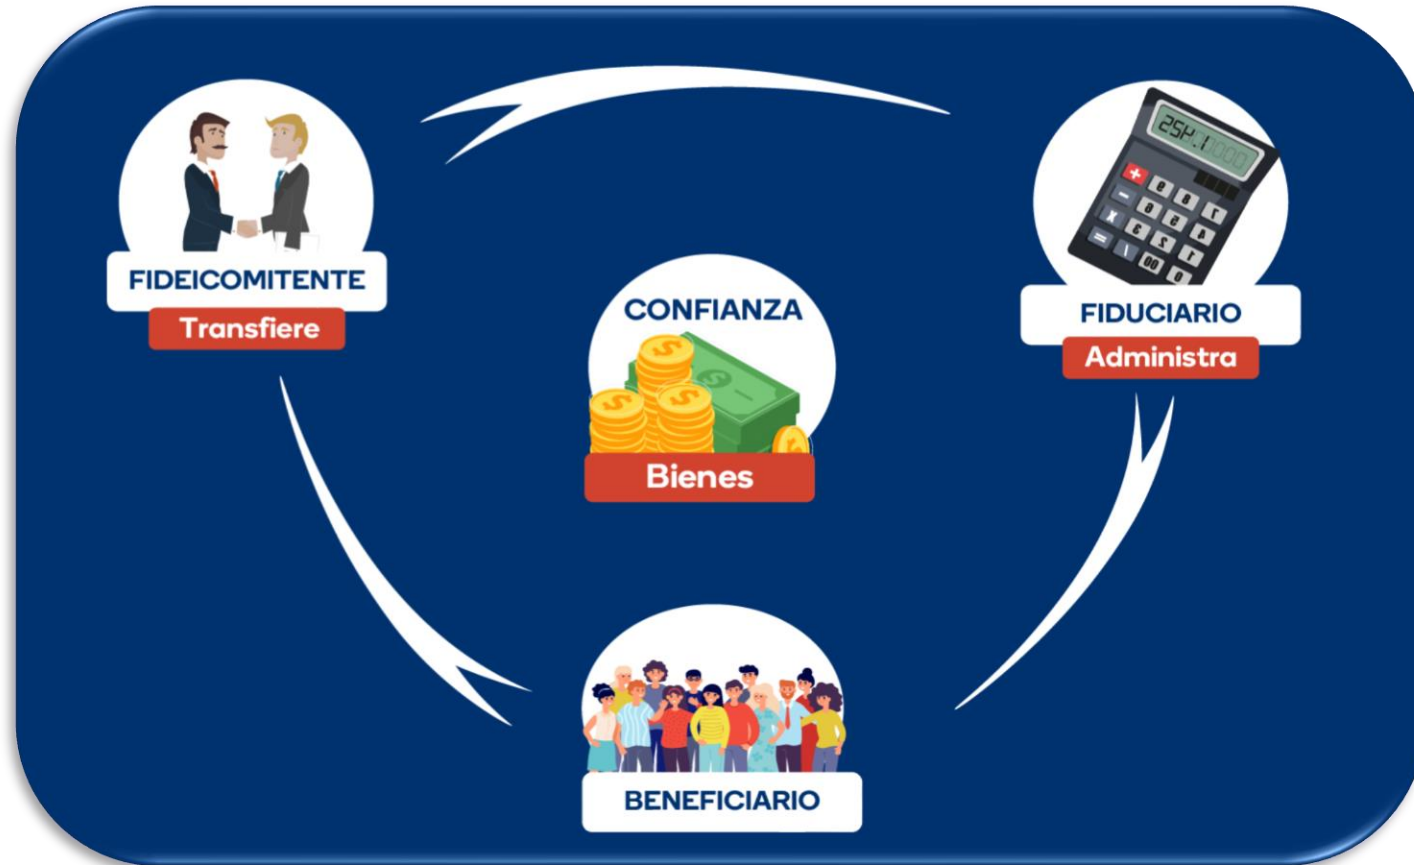 FIDEICOMITENTE
Transfiere
CONFIANZA
Bienes
FIDUCIARIO
Administra
BENEFICIARIO